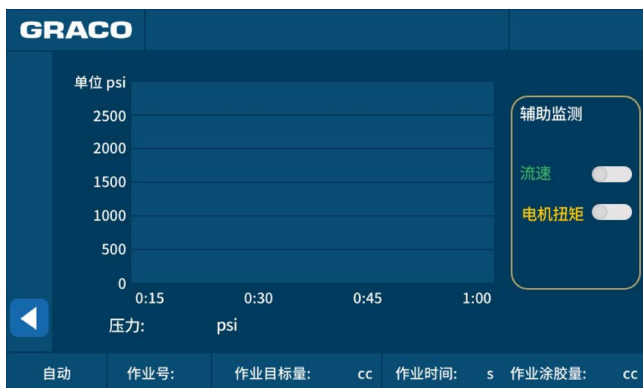 GRACO
单位 psi
2500
2000
1500
1000
500
0
0:15 0:30 0:45 1:00
压力: psi
辅助监测
流速
电机扭矩
自动 作业号: 作业目标量: cc 作业时间: s 作业涂胶量: cc